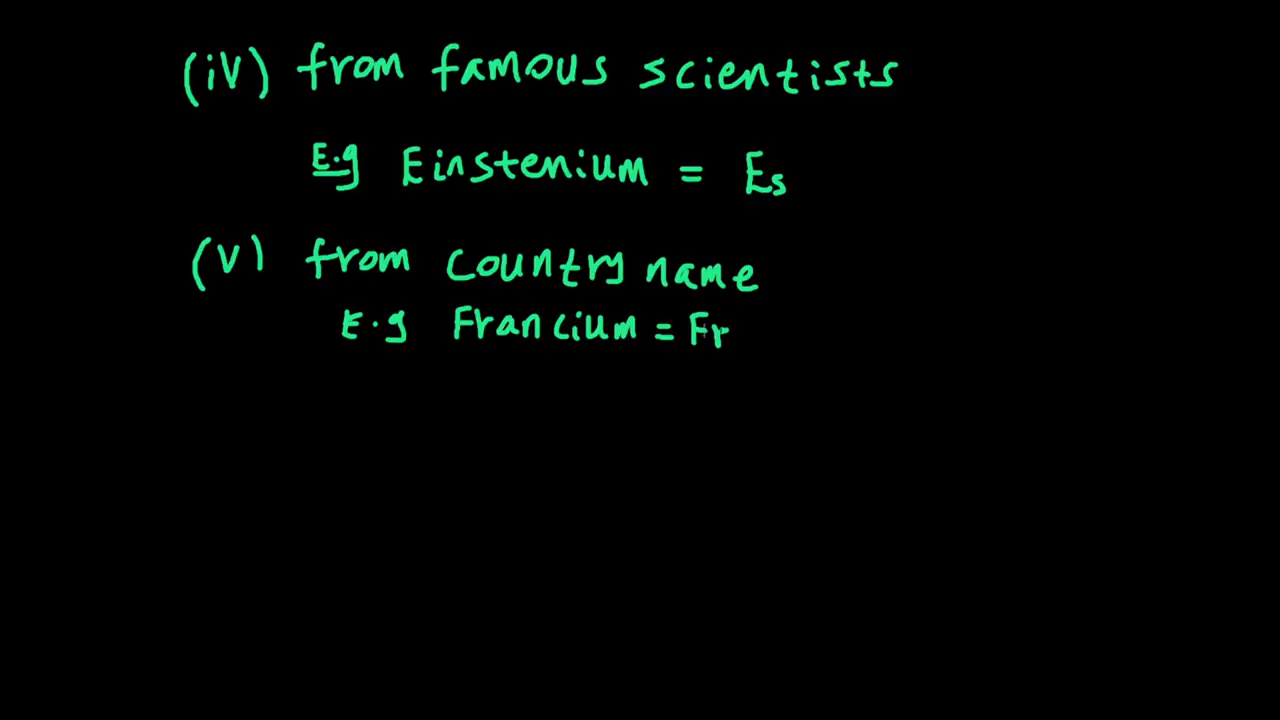 (iv) from famous scientists
E.g Einstenium = Es
(v) from country name
E.g Francium = Fr